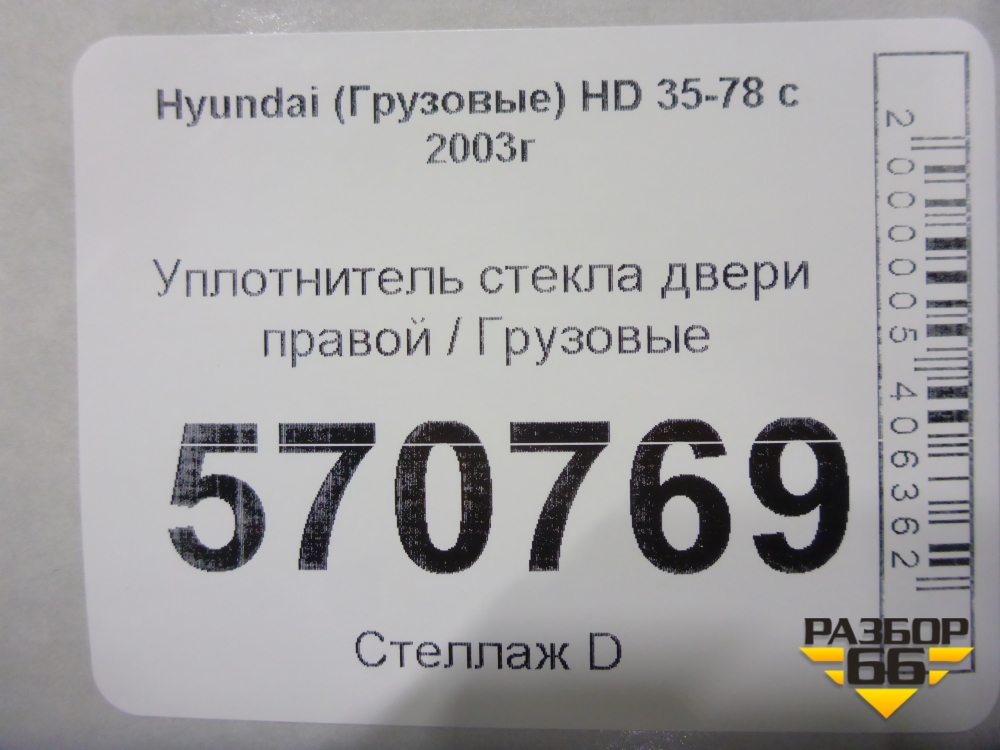 Hyundai (Грузовые) HD 35-78 с
2003г
Уплотнитель стекла двери
правой / Грузовые
570769
Стеллаж D
2000005406362
РАЗБОР
66